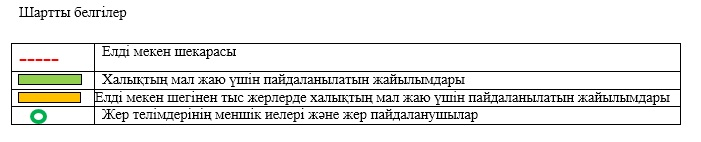 Шартты белгілер
Елді мекен шекарасы
Халықтың мал жаю үшін пайдаланылатын жайылымдары
Елді мекен шегінен тыс жерлерде халықтың мал жаю үшін пайдаланылатын жайылымдары
Жер телімдерінің меншік иелері және жер пайдаланушылар